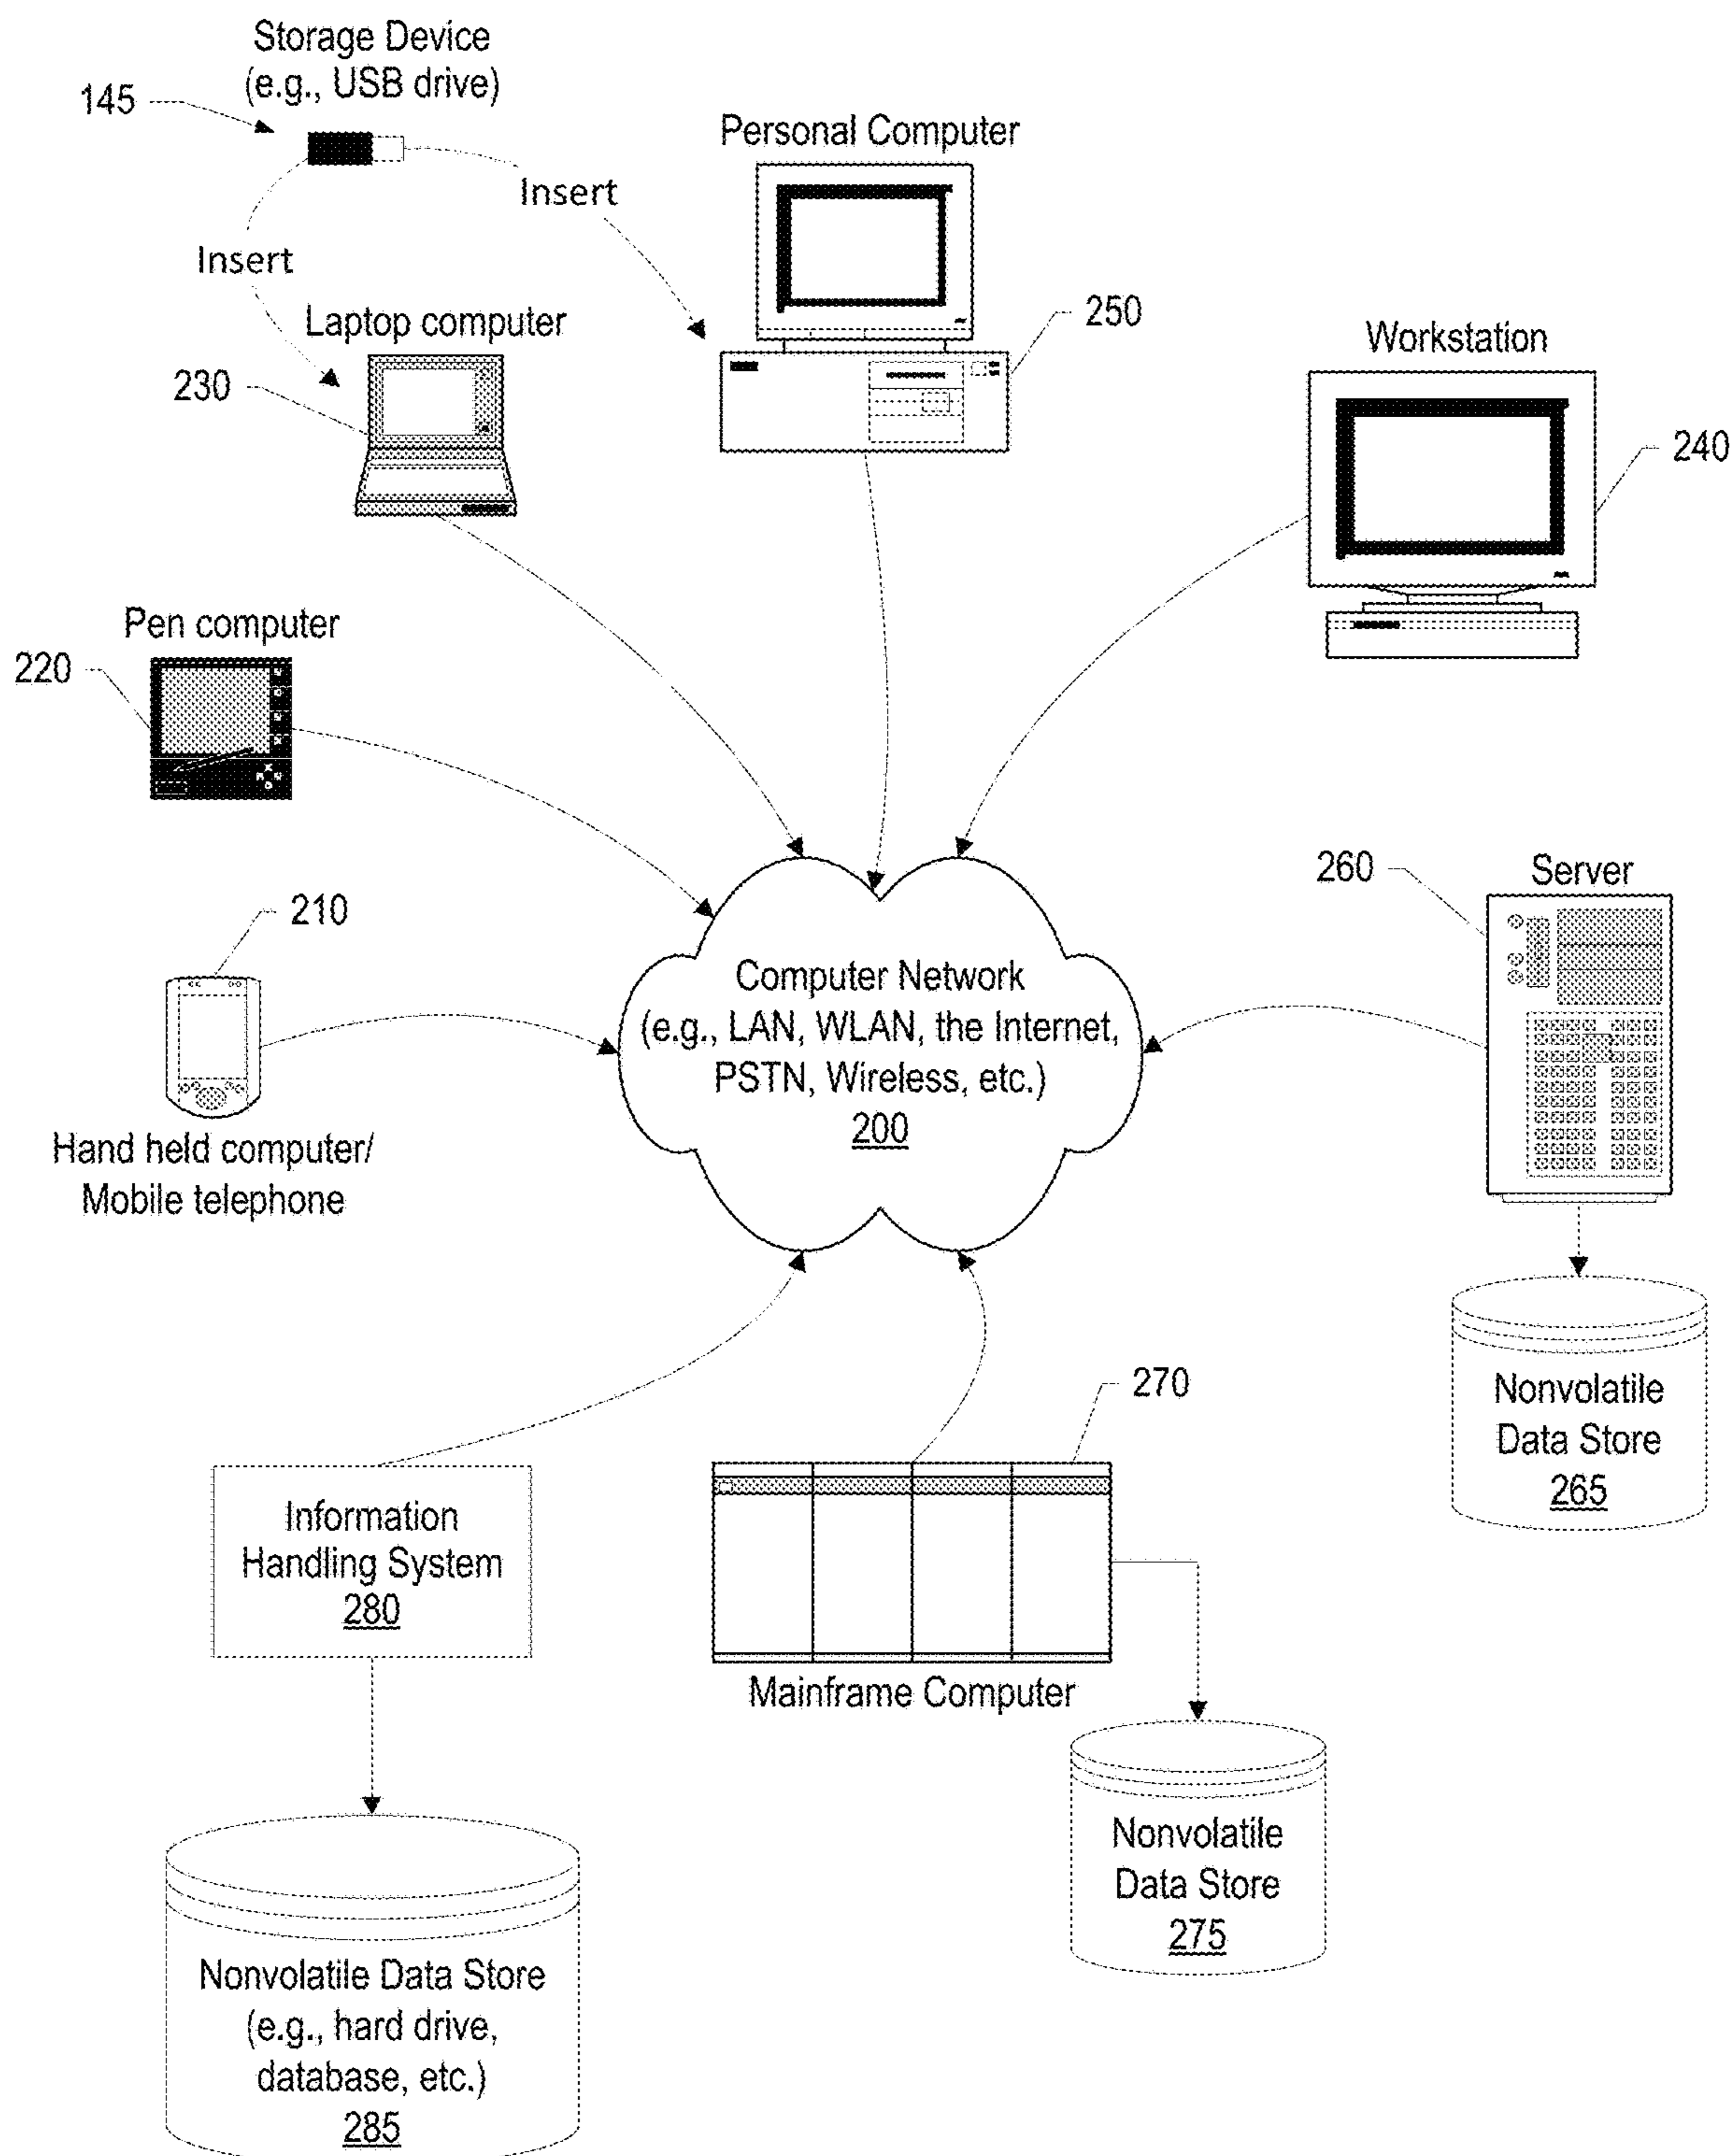 Storage Device
(e.g., USB drive)
145
Insert
Insert
Personal Computer
250
Laptop computer
230
Workstation
240
Pen computer
220
210
Hand held computer/
Mobile telephone
Computer Network
(e.g., LAN, WLAN, the Internet,
PSTN, Wireless, etc.)
200
260
Server
Nonvolatile
Data Store
265
Information
Handling System
280
270
Mainframe Computer
Nonvolatile
Data Store
275
Nonvolatile Data Store
(e.g., hard drive,
database, etc.)
285